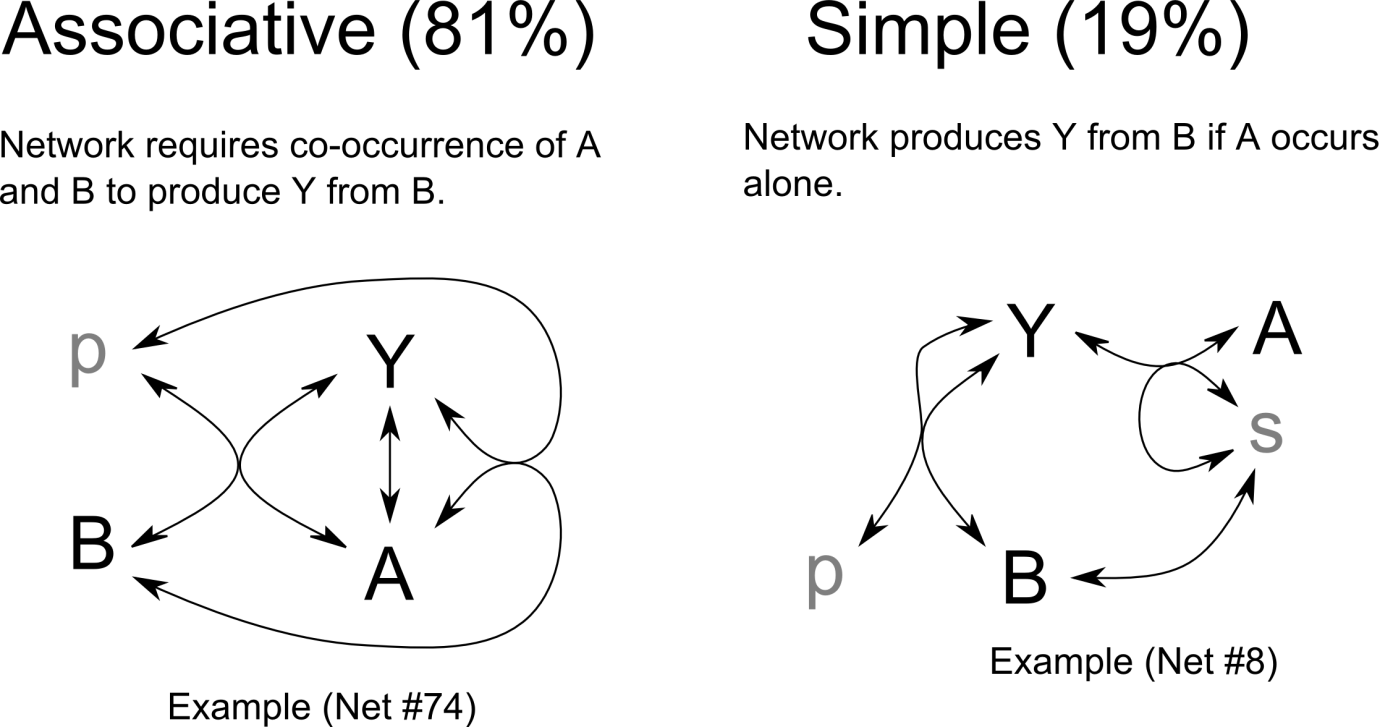 Associative (81%)
Network requires co-occurrence of A
and B to produce Y from B.
p
Y
B
A
Example (Net #74)
Simple (19%)
Network produces Y from B if A occurs
alone.
Y
A
s
p
B
Example (Net #8)